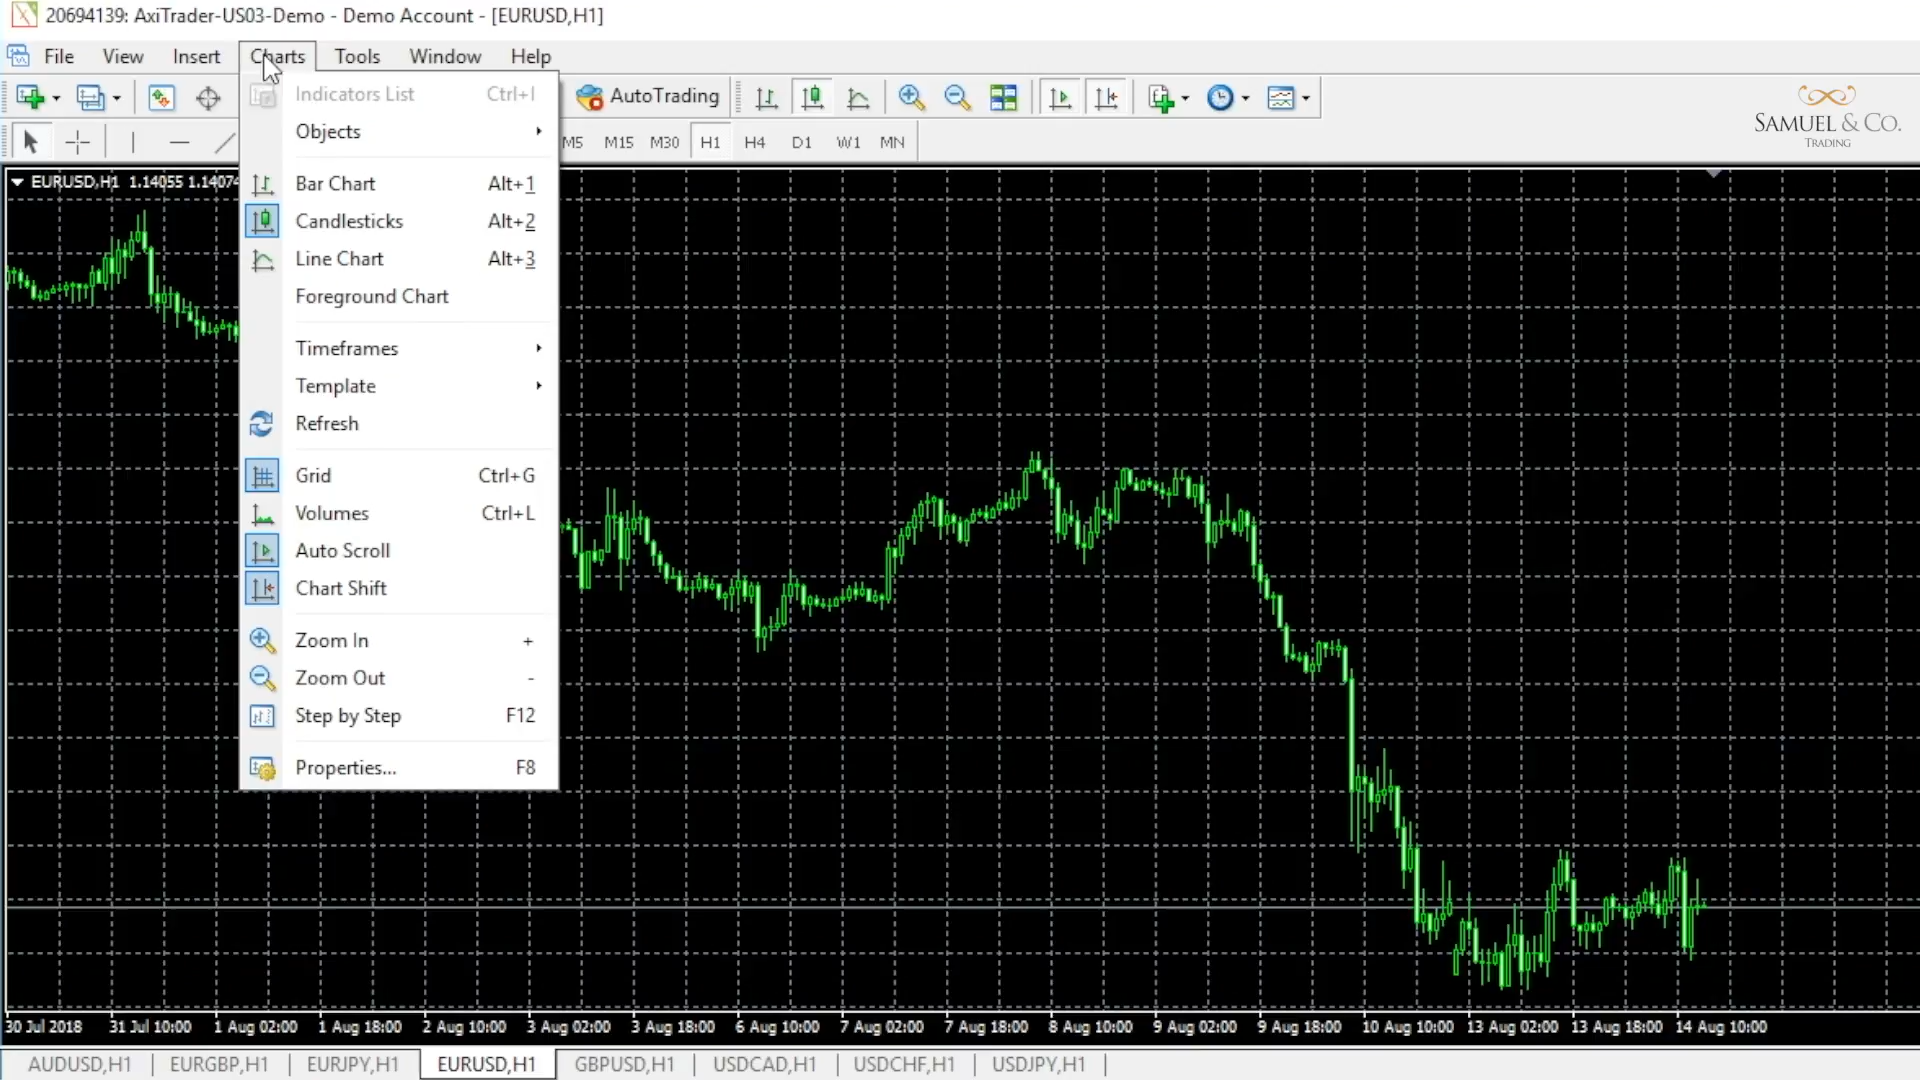 20694139: AxiTrader-US03-Demo - Demo Account - [EURUSD,H1]
File View Insert Charts Tools Window Help
AutoTrading
SAMUEL & CO.
TRADING
M5 M15 M30 H1 H4 D1 W1 MN
EURUSD,H1 1.14055 1.14074
Indicators List Ctrl+I
Objects
Bar Chart Alt+1
Candlesticks Alt+2
Line Chart Alt+3
Foreground Chart
Timeframes
Template
Refresh
Grid Ctrl+G
Volumes Ctrl+L
Auto Scroll
Chart Shift
Zoom In +
Zoom Out -
Step by Step F12
Properties... F8
30 Jul 2018 31 Jul 10:00 1 Aug 02:00 1 Aug 18:00 2 Aug 10:00 3 Aug 02:00 3 Aug 18:00 6 Aug 10:00 7 Aug 02:00 7 Aug 18:00 8 Aug 10:00 9 Aug 02:00 9 Aug 18:00 10 Aug 10:00 13 Aug 02:00 13 Aug 18:00 14 Aug 10:00
AUDUSD,H1 EURGBP,H1 EURJPY,H1 EURUSD,H1 GBPUSD,H1 USDCAD,H1 USDCHF,H1 USDJPY,H1